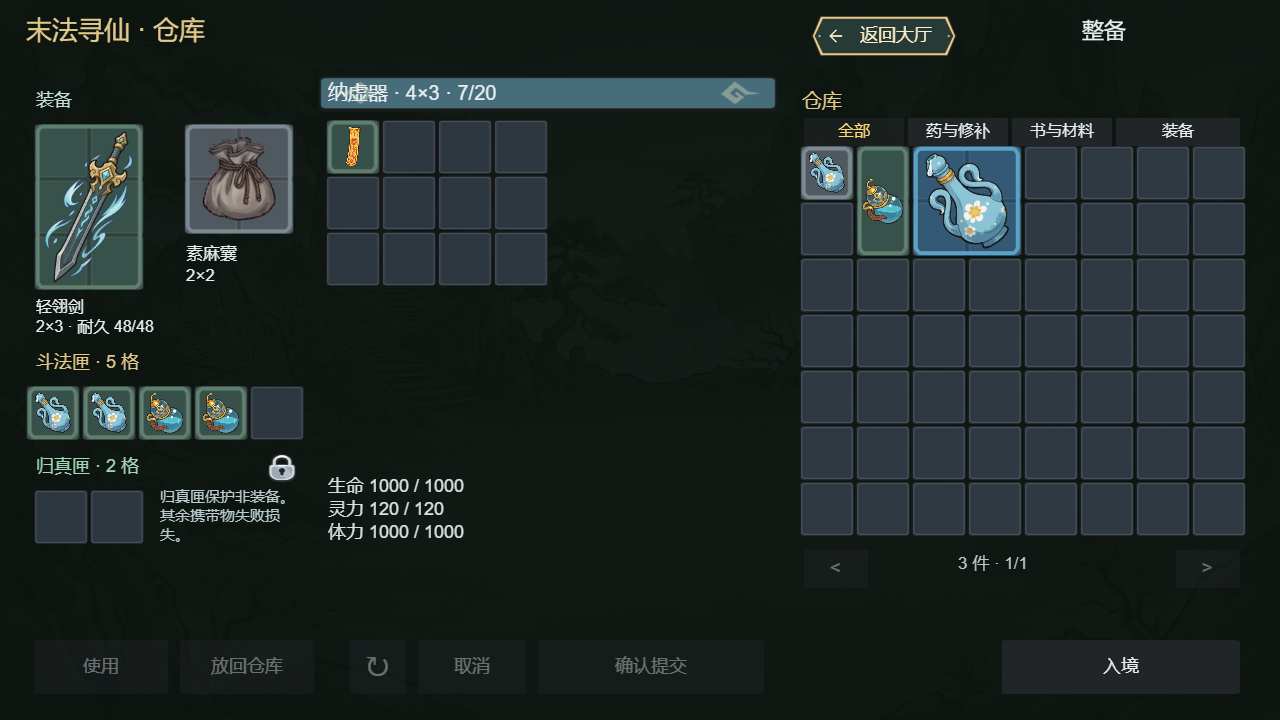 末法寻仙 · 仓库
← 返回大厅
整备
装备
纳虚器 · 4×3 · 7/20
仓库
全部
药与修补
书与材料
装备
素麻囊
2×2
轻翎剑
2×3 · 耐久 48/48
斗法匣 · 5 格
归真匣 · 2 格
归真匣保护非装备。
其余携带物失败损
失。
生命 1000 / 1000
灵力 120 / 120
体力 1000 / 1000
<
3 件 · 1/1
>
使用
放回仓库
↻
取消
确认提交
入境